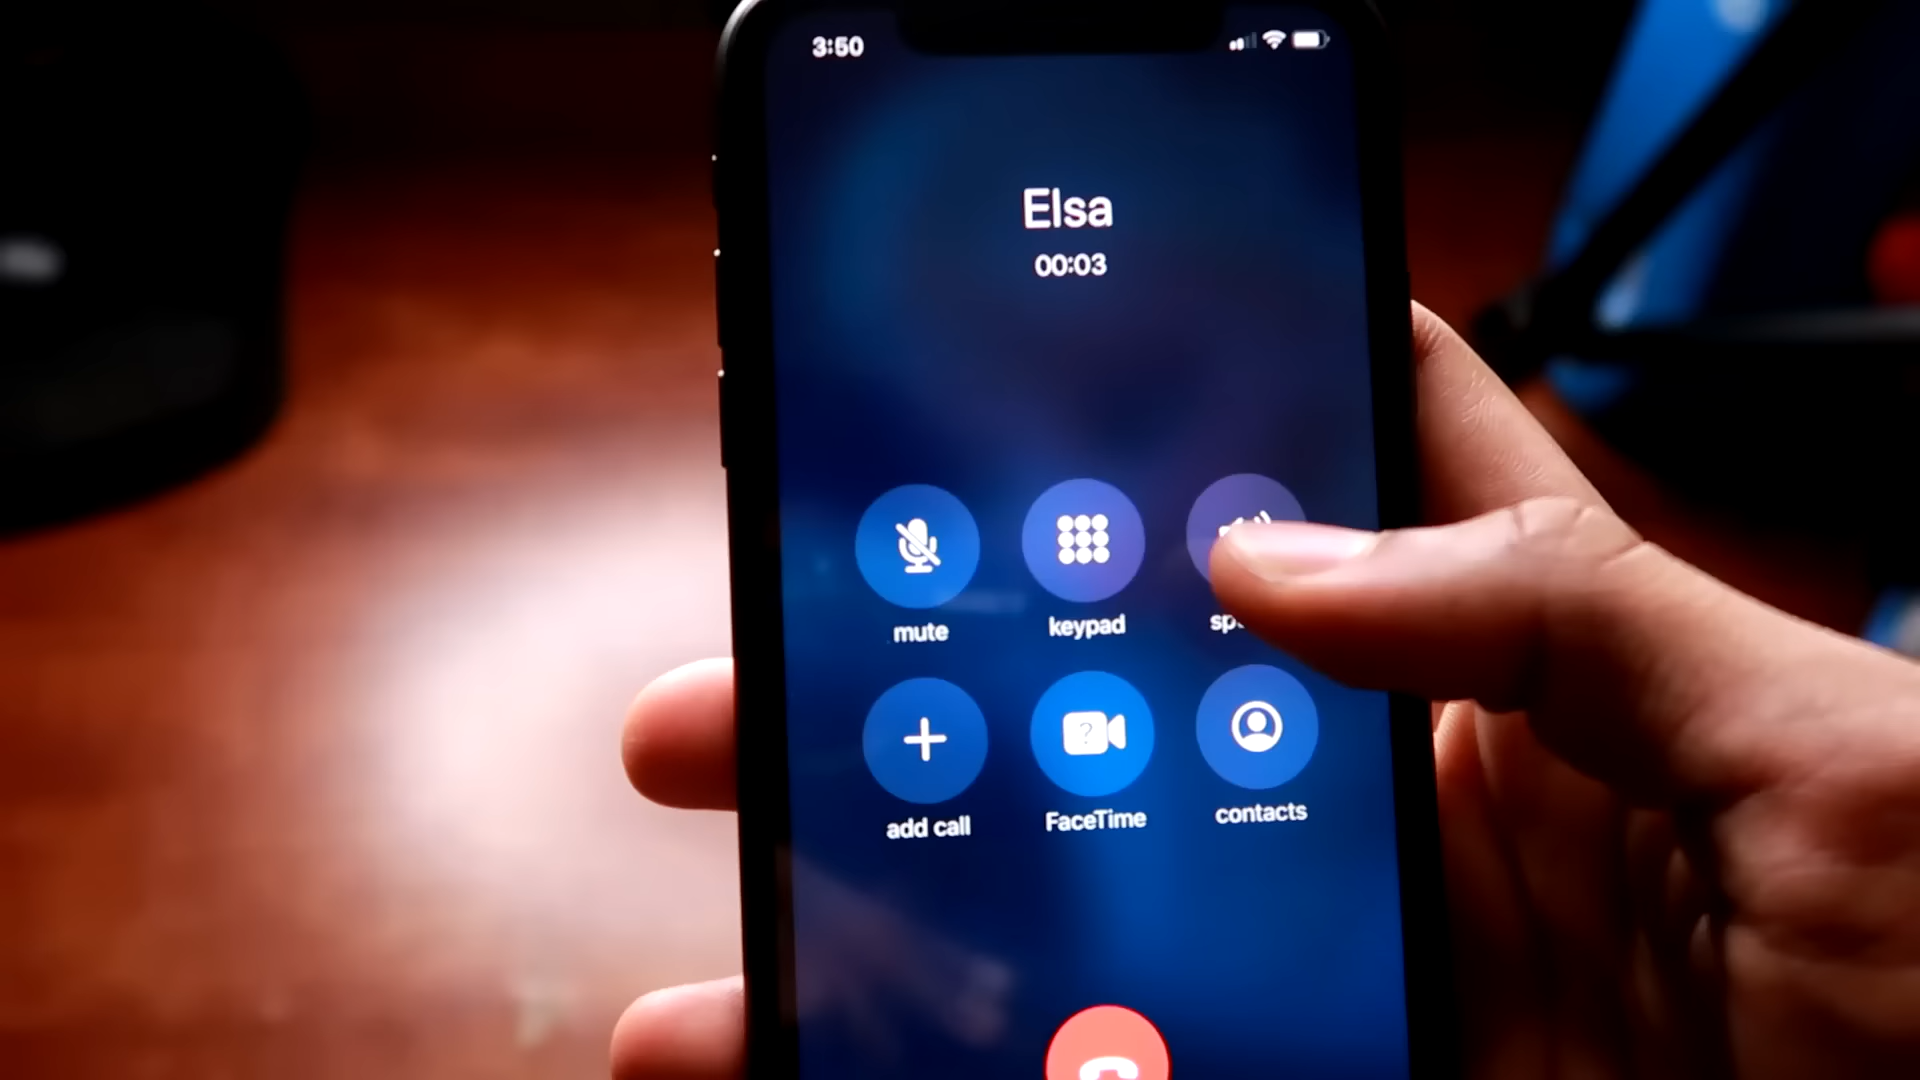 3:50
Elsa
00:03
mute
keypad
add call
FaceTime
contacts